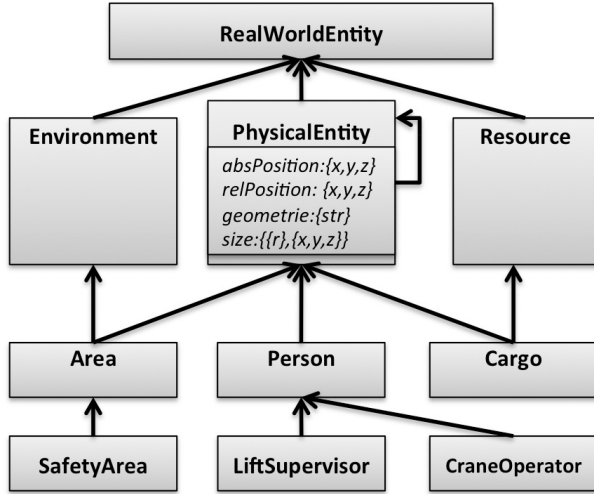 RealWorldEntity
Environment
PhysicalEntity
absPosition:{x,y,z}
relPosition: {x,y,z}
geometrie:{str}
size:{{r},{x,y,z}}
Resource
Area
Person
Cargo
SafetyArea
LiftSupervisor
CraneOperator